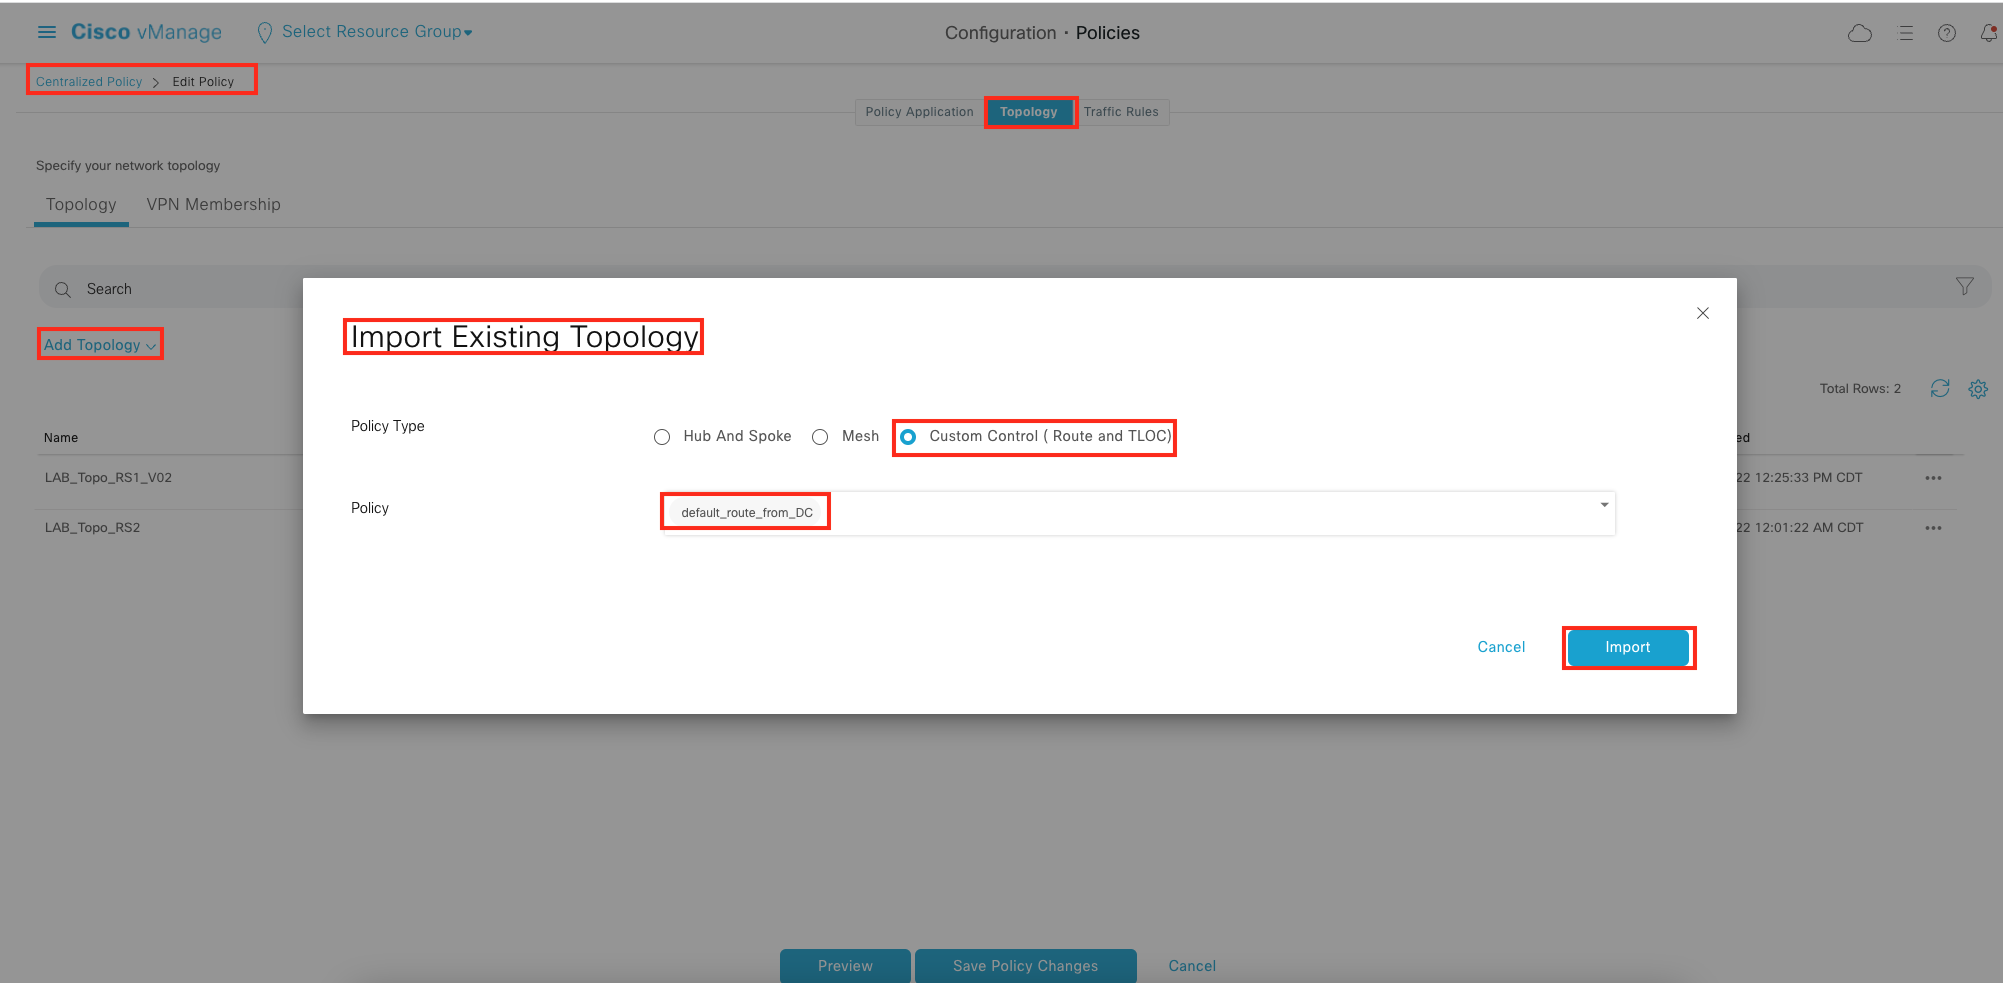 Cisco vManage
Select Resource Group
Configuration · Policies
Centralized Policy > Edit Policy
Policy Application
Topology
Traffic Rules
Specify your network topology
Topology
VPN Membership
Search
Add Topology
Total Rows: 2
Name
ed
LAB_Topo_RS1_V02
22 12:25:33 PM CDT
LAB_Topo_RS2
22 12:01:22 AM CDT
Import Existing Topology
Policy Type
Hub And Spoke
Mesh
Custom Control ( Route and TLOC)
Policy
default_route_from_DC
Cancel
Import
Preview
Save Policy Changes
Cancel